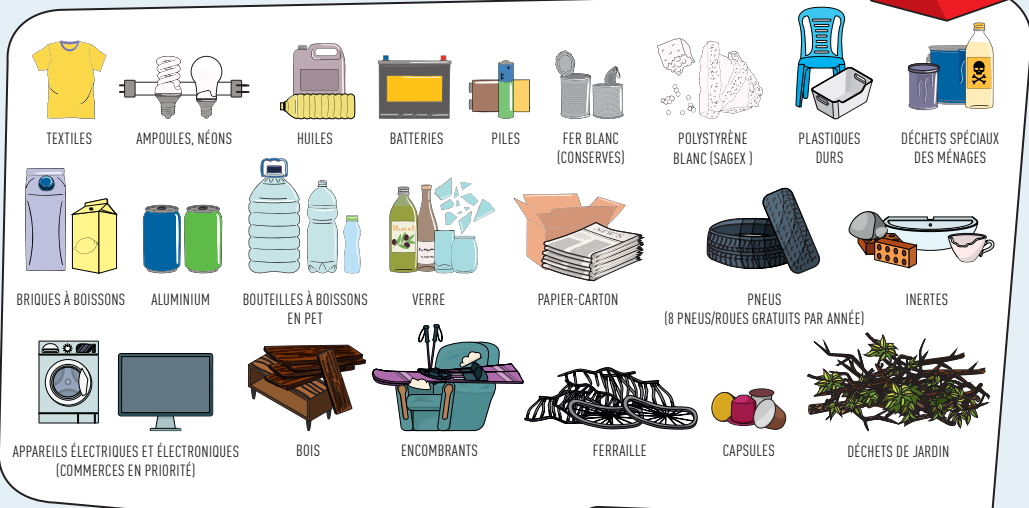 TEXTILES
AMPOULES, NÉONS
HUILES
BATTERIES
PILES
FER BLANC
(CONSERVES)
POLYSTYRÈNE
BLANC (SAGEX )
PLASTIQUES
DURS
DÉCHETS SPÉCIAUX
DES MÉNAGES
BRIQUES À BOISSONS
ALUMINIUM
BOUTEILLES À BOISSONS
EN PET
VERRE
PAPIER-CARTON
NEWS
PNEUS
(8 PNEUS/ROUES GRATUITS PAR ANNÉE)
INERTES
APPAREILS ÉLECTRIQUES ET ÉLECTRONIQUES
(COMMERCES EN PRIORITÉ)
BOIS
ENCOMBRANTS
FERRAILLE
CAPSULES
DÉCHETS DE JARDIN